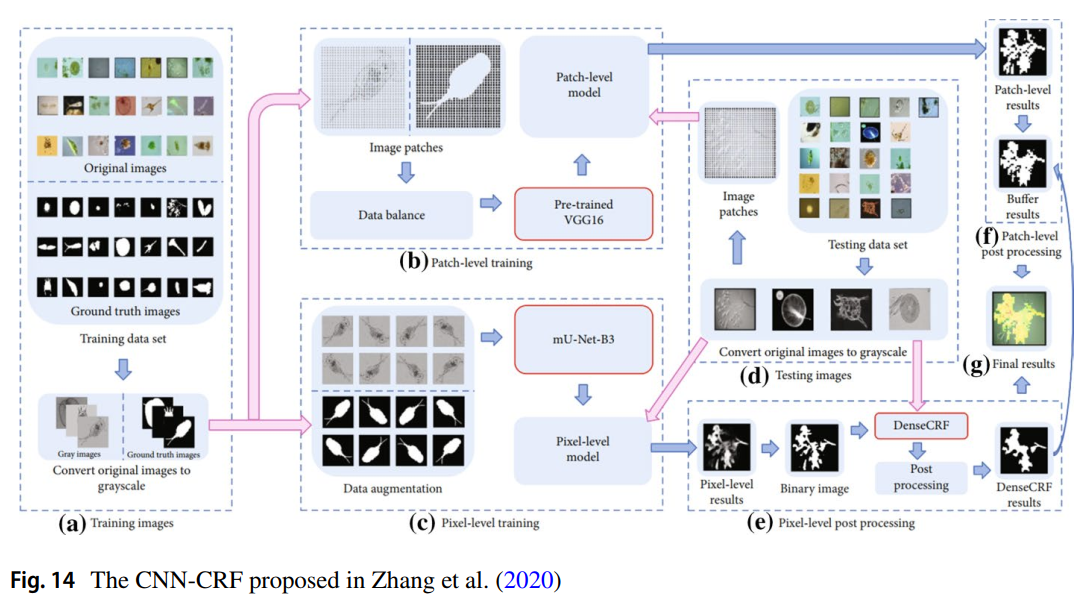 Original images
Ground truth images
Training data set
Gray images
Ground truth images
Convert original images to
grayscale
(a) Training images
Image patches
Data balance
Pre-trained
VGG16
Patch-level
model
(b) Patch-level training
mU-Net-B3
Data augmentation
Pixel-level
model
(c) Pixel-level training
Image
patches
Testing data set
Convert original images to grayscale
(d) Testing images
Pixel-level
results
Binary image
DenseCRF
Post
processing
DenseCRF
results
(e) Pixel-level post processing
Patch-level
results
Buffer
results
(f) Patch-level
post processing
(g) Final results
Fig. 14 The CNN-CRF proposed in Zhang et al. (2020)